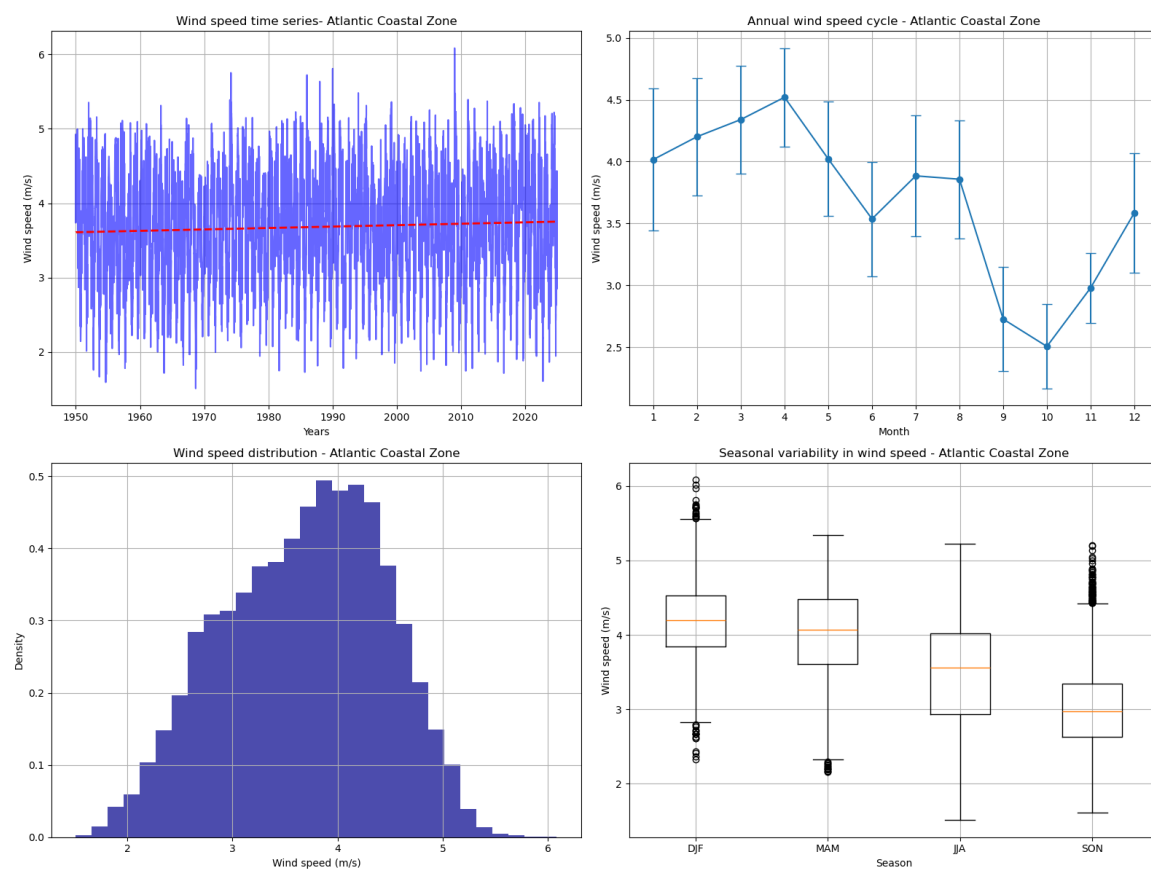 Wind speed time series- Atlantic Coastal Zone
6
5
4
3
2
Wind speed (m/s)
1950 1960 1970 1980 1990 2000 2010 2020
Years
Annual wind speed cycle - Atlantic Coastal Zone
5.0
4.5
4.0
3.5
3.0
2.5
Wind speed (m/s)
1 2 3 4 5 6 7 8 9 10 11 12
Month
Wind speed distribution - Atlantic Coastal Zone
0.5
0.4
0.3
0.2
0.1
0.0
Density
2 3 4 5 6
Wind speed (m/s)
Seasonal variability in wind speed - Atlantic Coastal Zone
6
5
4
3
2
Wind speed (m/s)
DJF MAM JJA SON
Season